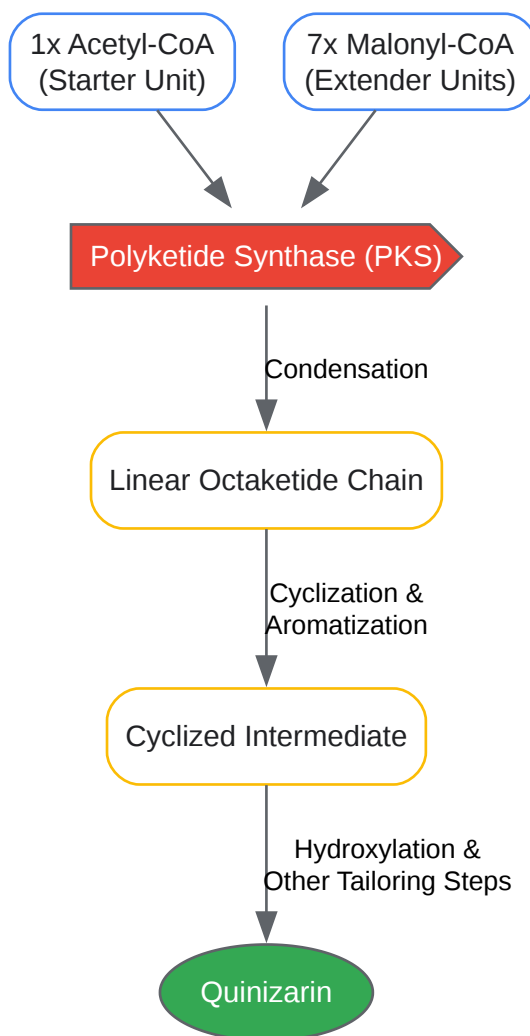 1x Acetyl-CoA
(Starter Unit)
7x Malonyl-CoA
(Extender Units)
Polyketide Synthase (PKS)
Condensation
Linear Octaketide Chain
Cyclization &
Aromatization
Cyclized Intermediate
Hydroxylation &
Other Tailoring Steps
Quinizarin